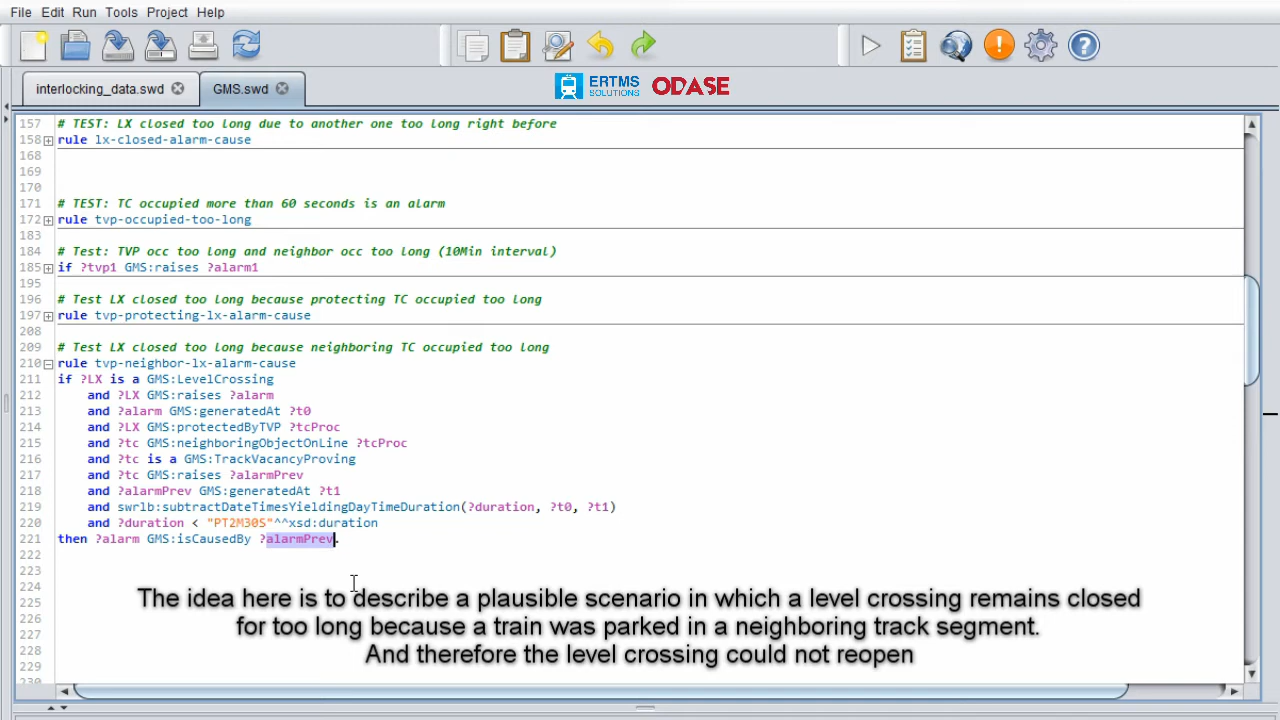 File Edit Run Tools Project Help
interlocking_data.swd GMS.swd
ERTMS SOLUTIONS ODASE
157 # TEST: LX closed too long due to another one too long right before
158 rule lx-closed-alarm-cause
168
169
170
171 # TEST: TC occupied more than 60 seconds is an alarm
172 rule tvp-occupied-too-long
183
184 # Test: TVP occ too long and neighbor occ too long (10Min interval)
185 if ?tvp1 GMS:raises ?alarm1
195
196 # Test LX closed too long because protecting TC occupied too long
197 rule tvp-protecting-lx-alarm-cause
208
209 # Test LX closed too long because neighboring TC occupied too long
210 rule tvp-neighbor-lx-alarm-cause
211 if ?LX is a GMS:LevelCrossing
212 and ?LX GMS:raises ?alarm
213 and ?alarm GMS:generatedAt ?t0
214 and ?LX GMS:protectedByTVP ?tcProc
215 and ?tc GMS:neighboringObjectOnLine ?tcProc
216 and ?tc is a GMS:TrackVacancyProving
217 and ?tc GMS:raises ?alarmPrev
218 and ?alarmPrev GMS:generatedAt ?t1
219 and swrlb:subtractDateTimesYieldingDayTimeDuration(?duration, ?t0, ?t1)
220 and ?duration < "PT2M30S"^^xsd:duration
221 then ?alarm GMS:isCausedBy ?alarmPrev.
222
223
224
225
226
227
228
229
230
The idea here is to describe a plausible scenario in which a level crossing remains closed
for too long because a train was parked in a neighboring track segment.
And therefore the level crossing could not reopen